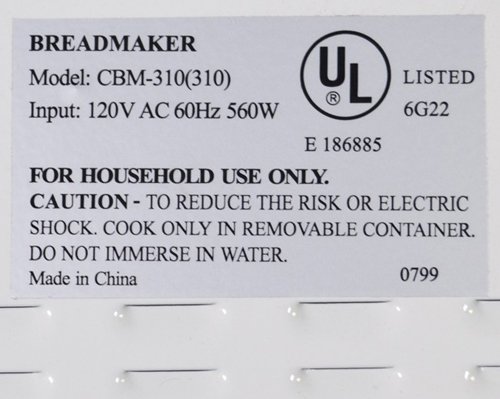 BREADMAKER
Model: CBM-310(310)
Input: 120V AC 60Hz 560W
UL ®
LISTED
6G22
E 186885
FOR HOUSEHOLD USE ONLY.
CAUTION - TO REDUCE THE RISK OR ELECTRIC
SHOCK. COOK ONLY IN REMOVABLE CONTAINER.
DO NOT IMMERSE IN WATER.
Made in China
0799